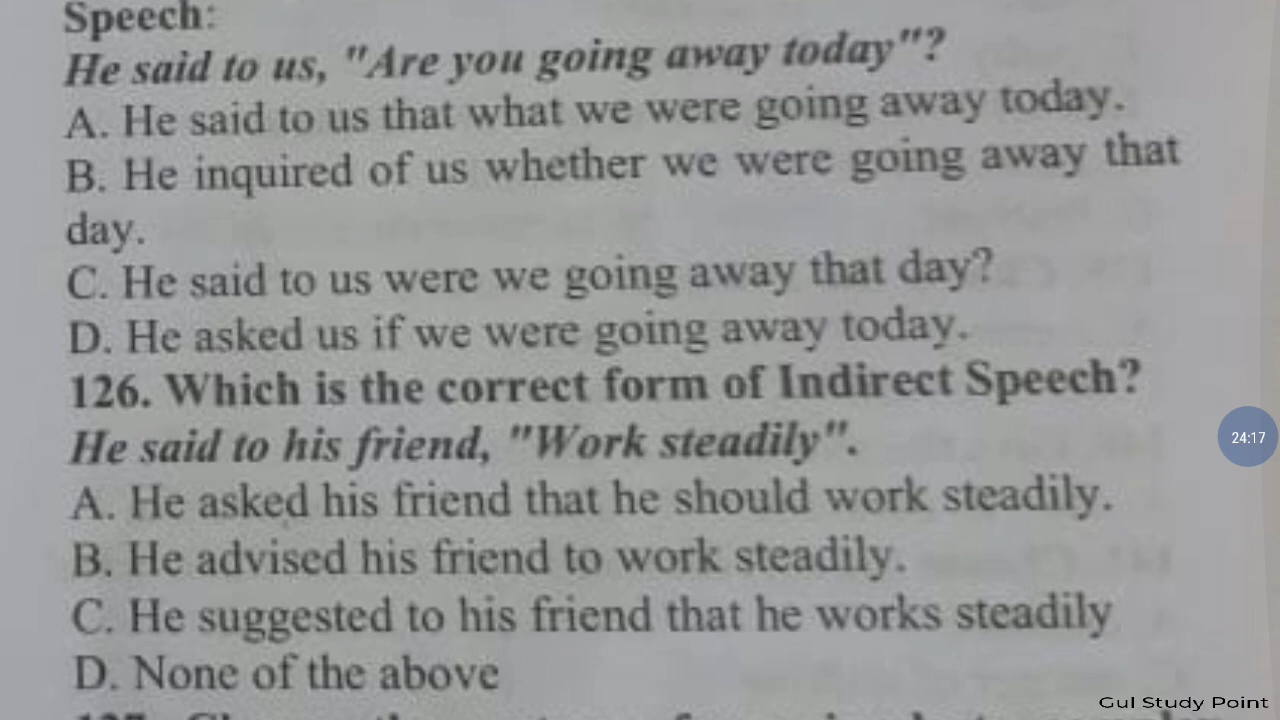 Speech:
He said to us, "Are you going away today"?
A. He said to us that what we were going away today.
B. He inquired of us whether we were going away that
day.
C. He said to us were we going away that day?
D. He asked us if we were going away today.
126. Which is the correct form of Indirect Speech?
He said to his friend, "Work steadily".
A. He asked his friend that he should work steadily.
B. He advised his friend to work steadily.
C. He suggested to his friend that he works steadily
D. None of the above
24:17
Gul Study Point